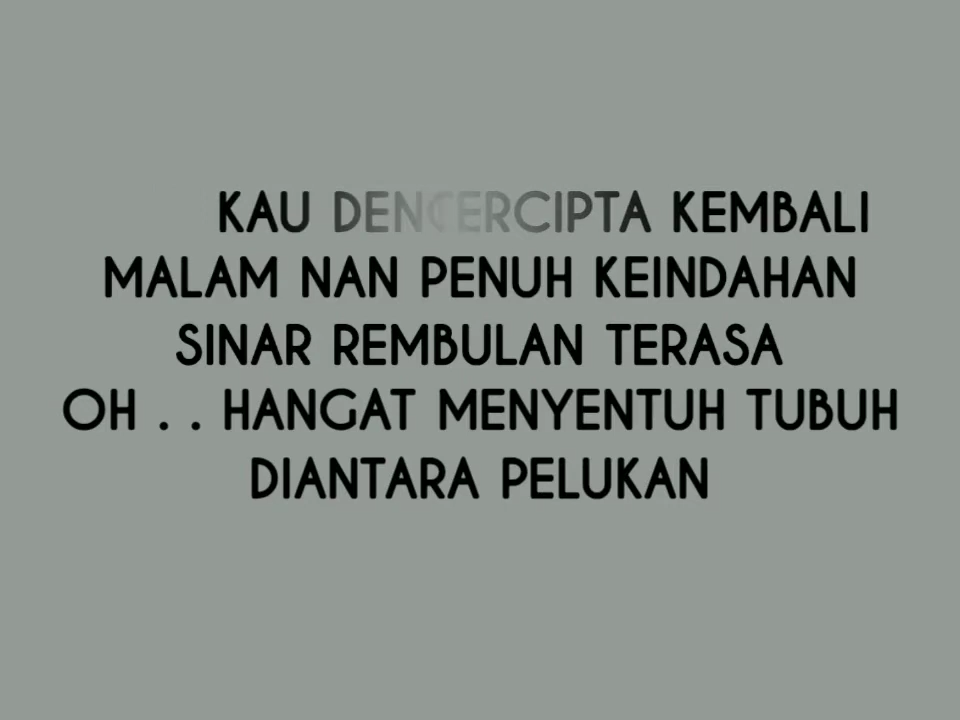 KAU KEMBALI
MALAM NAN PENUH KEINDAHAN
SINAR REMBULAN TERASA
OH . . HANGAT MENYENTUH TUBUH
DIANTARA PELUKAN